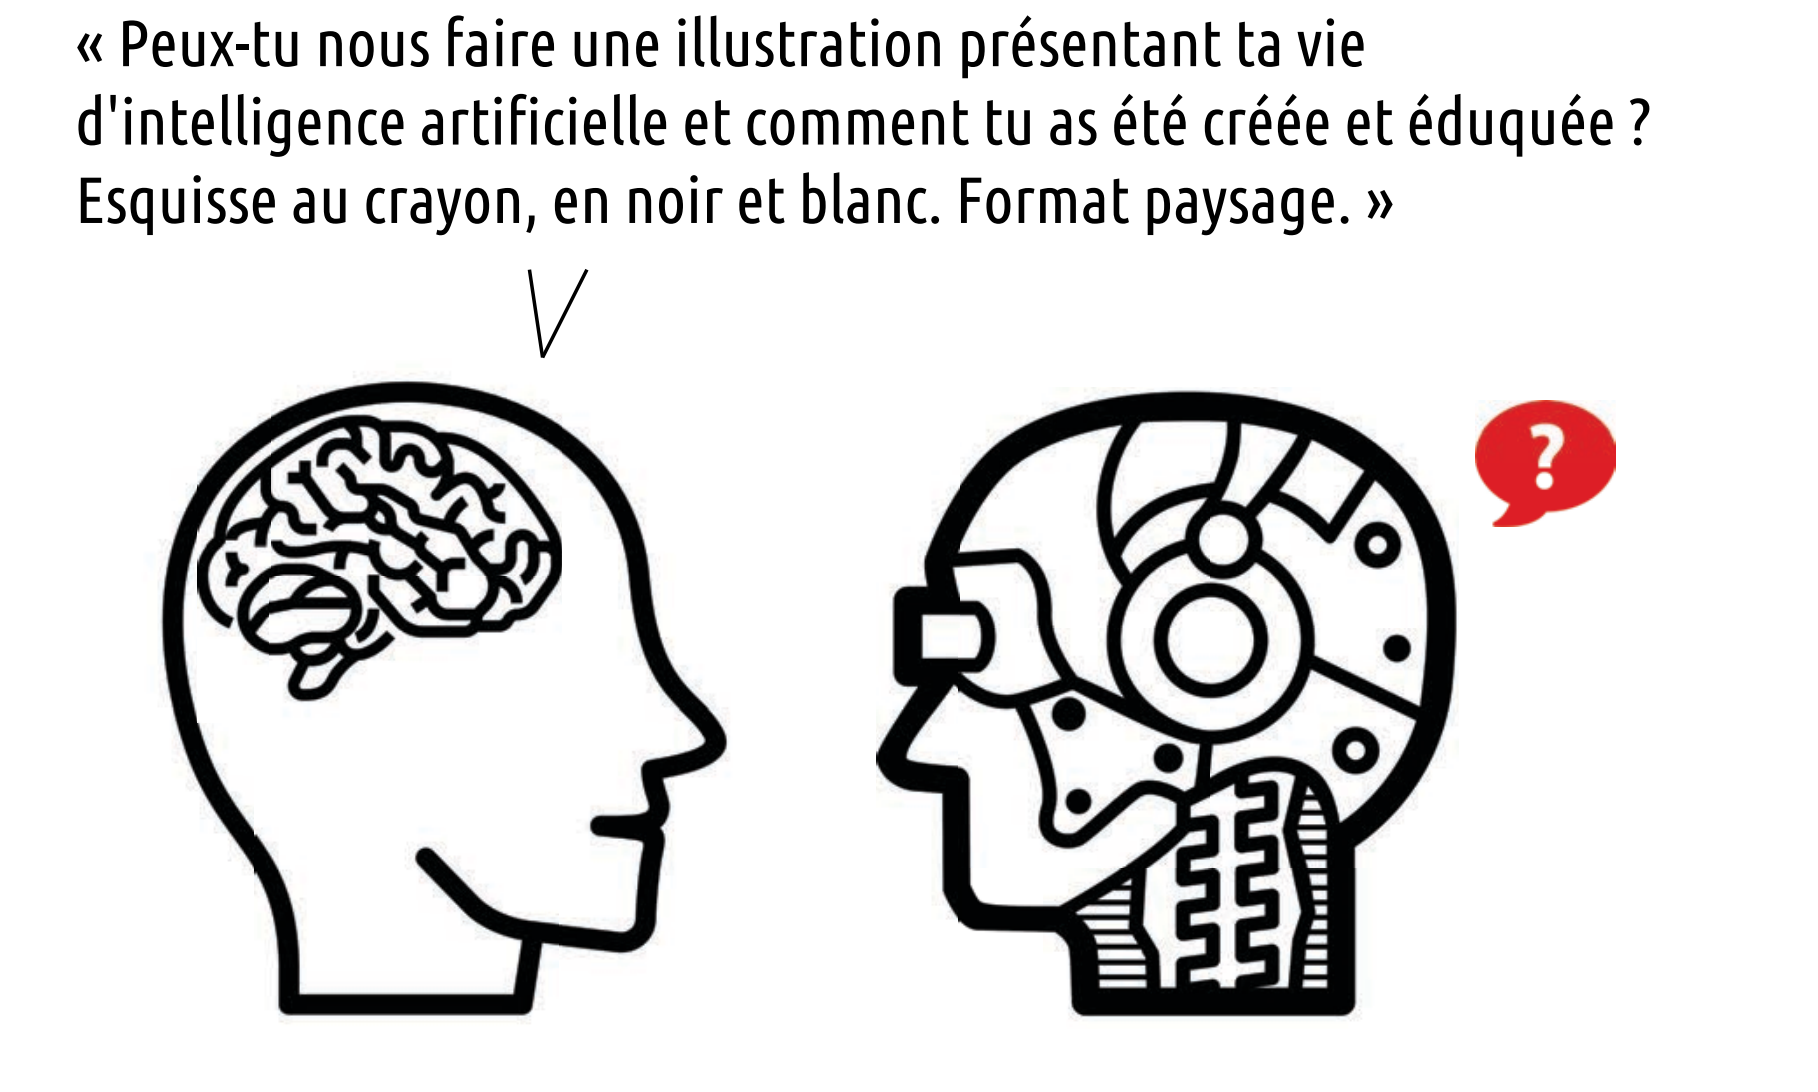 « Peux-tu nous faire une illustration présentant ta vie
d'intelligence artificielle et comment tu as été créée et éduquée ?
Esquisse au crayon, en noir et blanc. Format paysage. »
?